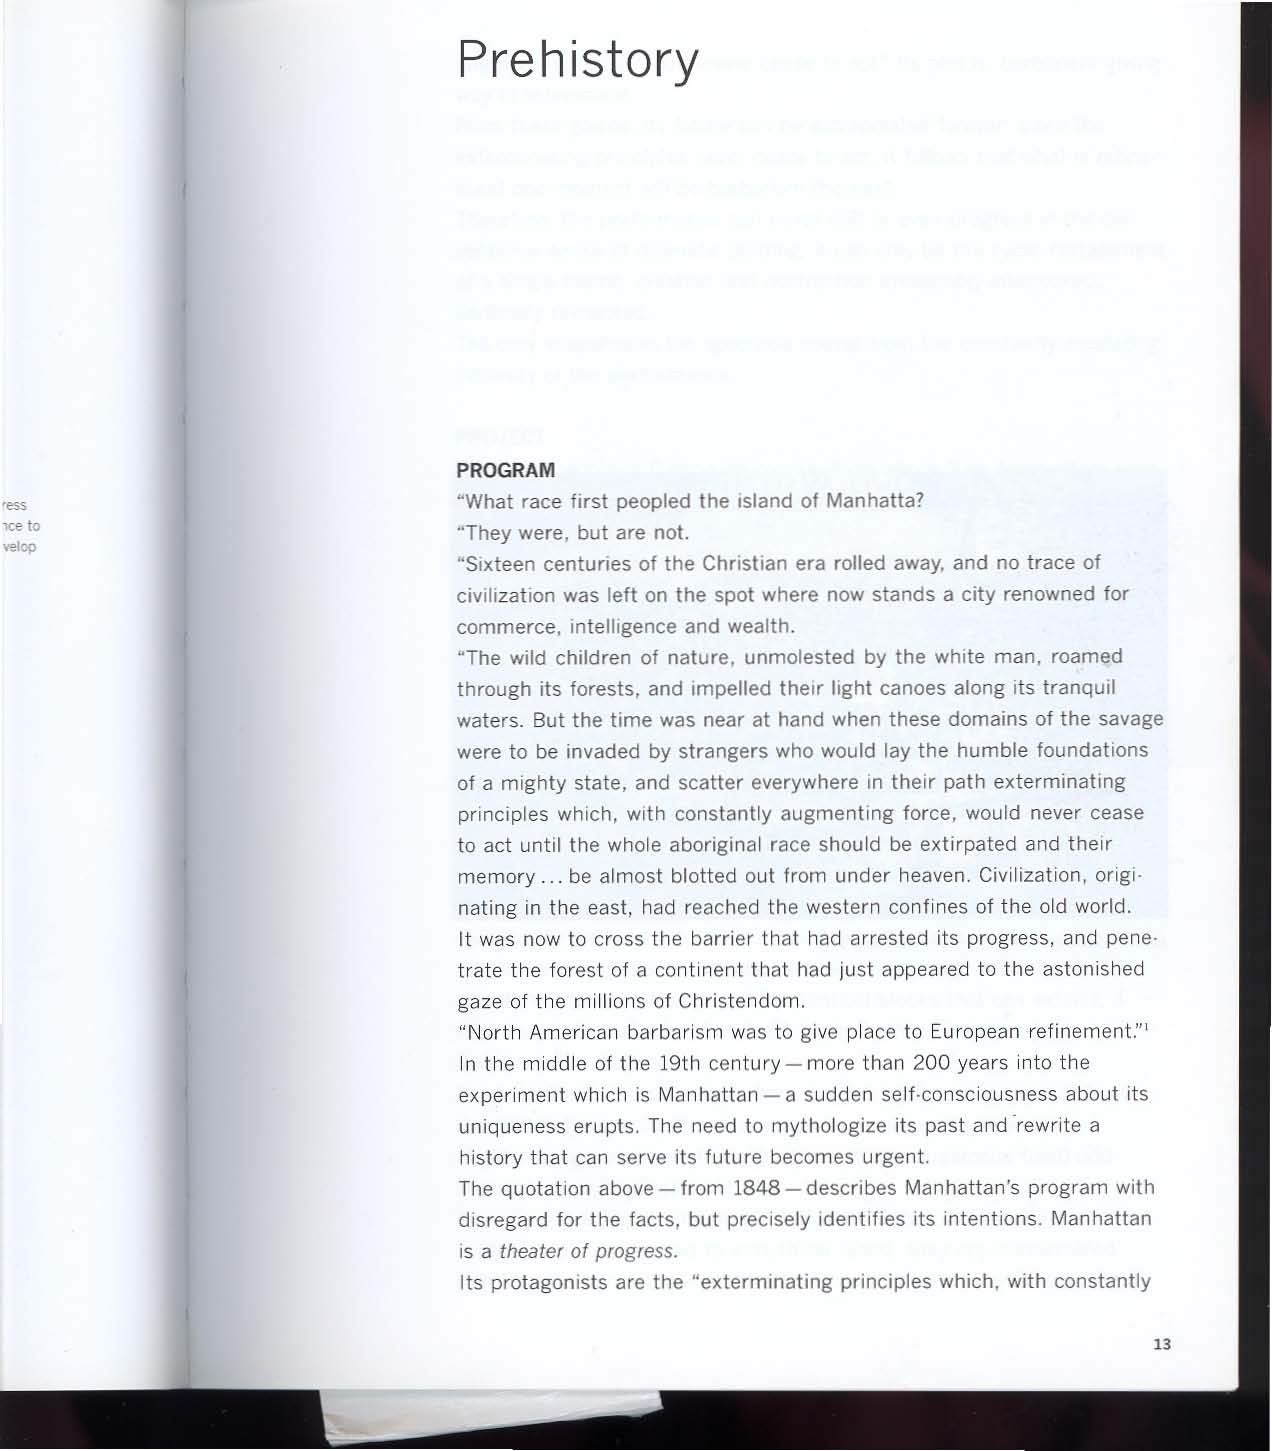 ress
nce to
velop
Prehistory
PROGRAM
“What race first peopled the island of Manhatta?
“They were, but are not.
“Sixteen centuries of the Christian era rolled away, and no trace of
civilization was left on the spot where now stands a city renowned for
commerce, intelligence and wealth.
“The wild children of nature, unmolested by the white man, roamed
through its forests, and impelled their light canoes along its tranquil
waters. But the time was near at hand when these domains of the savage
were to be invaded by strangers who would lay the humble foundations
of a mighty state, and scatter everywhere in their path exterminating
principles which, with constantly augmenting force, would never cease
to act until the whole aboriginal race should be extirpated and their
memory ... be almost blotted out from under heaven. Civilization, origi-
nating in the east, had reached the western confines of the old world.
It was now to cross the barrier that had arrested its progress, and pene-
trate the forest of a continent that had just appeared to the astonished
gaze of the millions of Christendom.
“North American barbarism was to give place to European refinement.”1
In the middle of the 19th century — more than 200 years into the
experiment which is Manhattan — a sudden self-consciousness about its
uniqueness erupts. The need to mythologize its past and rewrite a
history that can serve its future becomes urgent.
The quotation above — from 1848 — describes Manhattan’s program with
disregard for the facts, but precisely identifies its intentions. Manhattan
is a theater of progress.
Its protagonists are the “exterminating principles which, with constantly
13